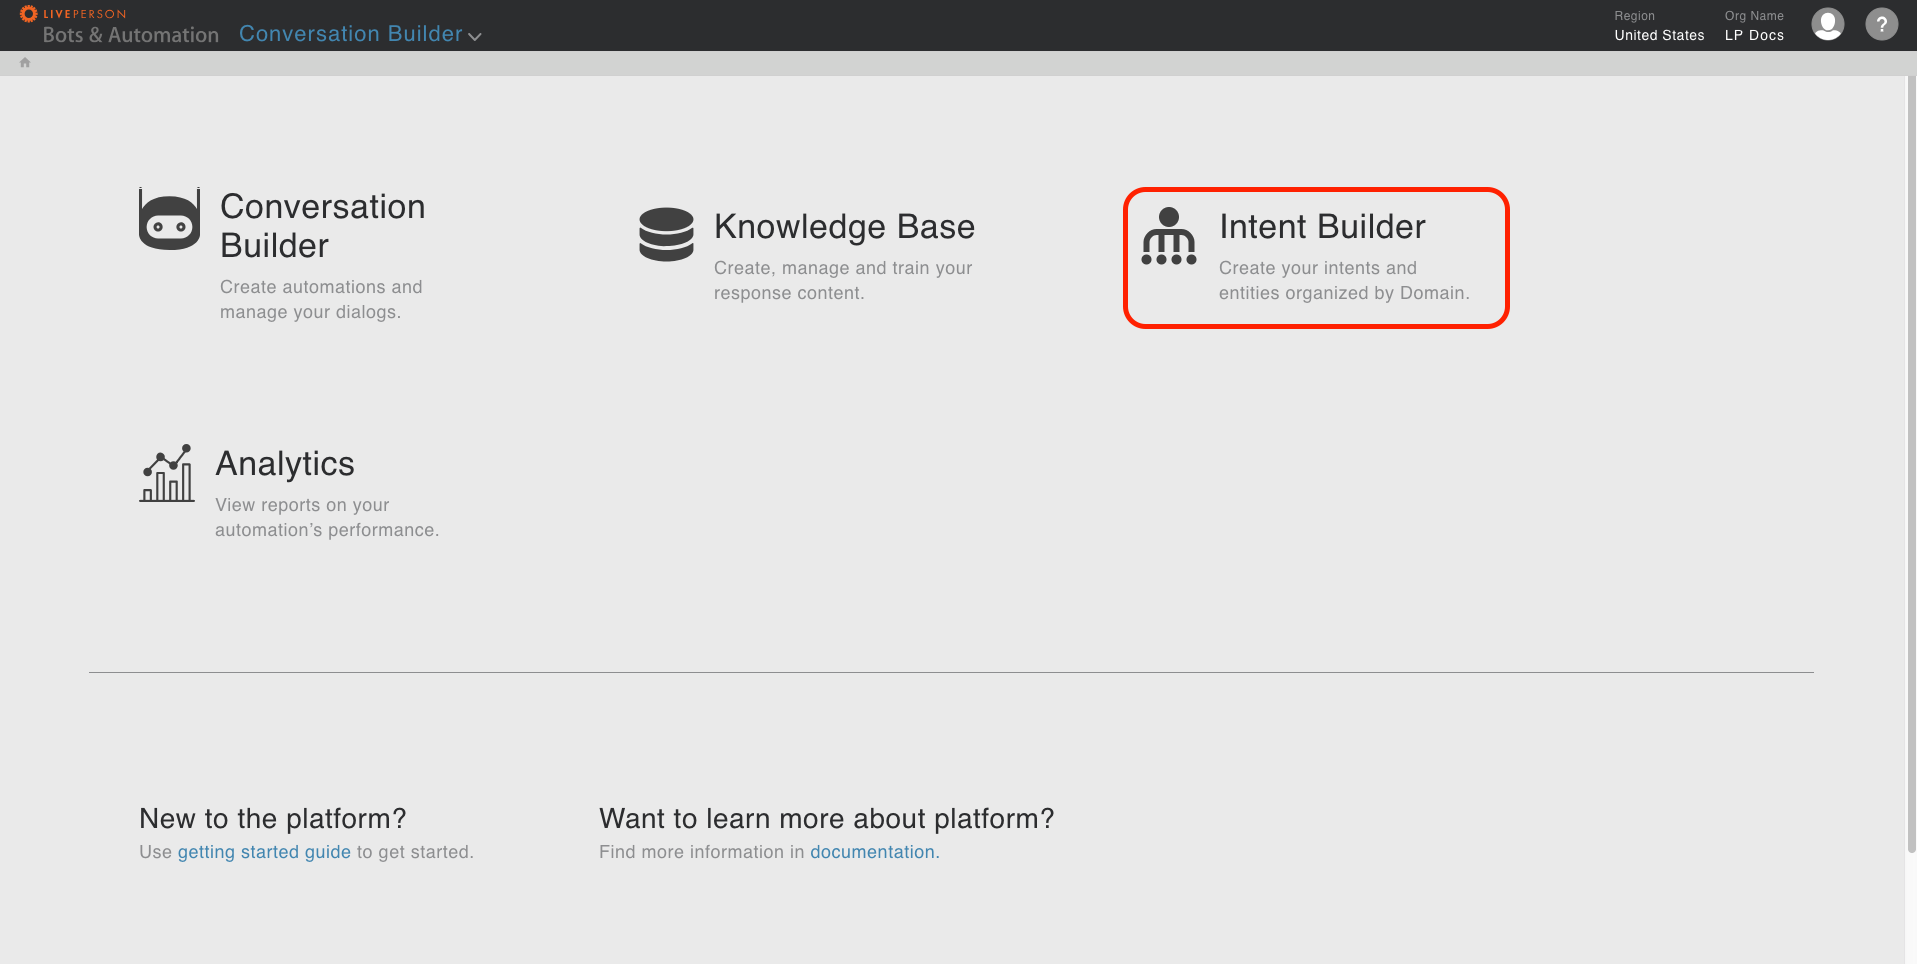 LIVEPERSON
Bots & Automation
Conversation Builder
Region
United States
Org Name
LP Docs
?
Conversation
Builder
Create automations and
manage your dialogs.
Knowledge Base
Create, manage and train your
response content.
Intent Builder
Create your intents and
entities organized by Domain.
Analytics
View reports on your
automation’s performance.
New to the platform?
Use getting started guide to get started.
Want to learn more about platform?
Find more information in documentation.